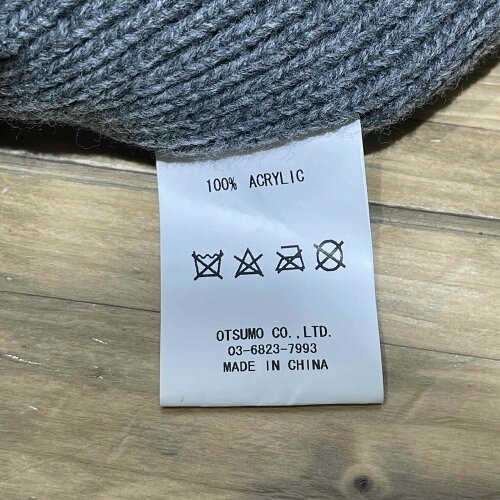 100% ACRYLIC
OTSUMO CO.,LTD.
03-6823-7993
MADE IN CHINA